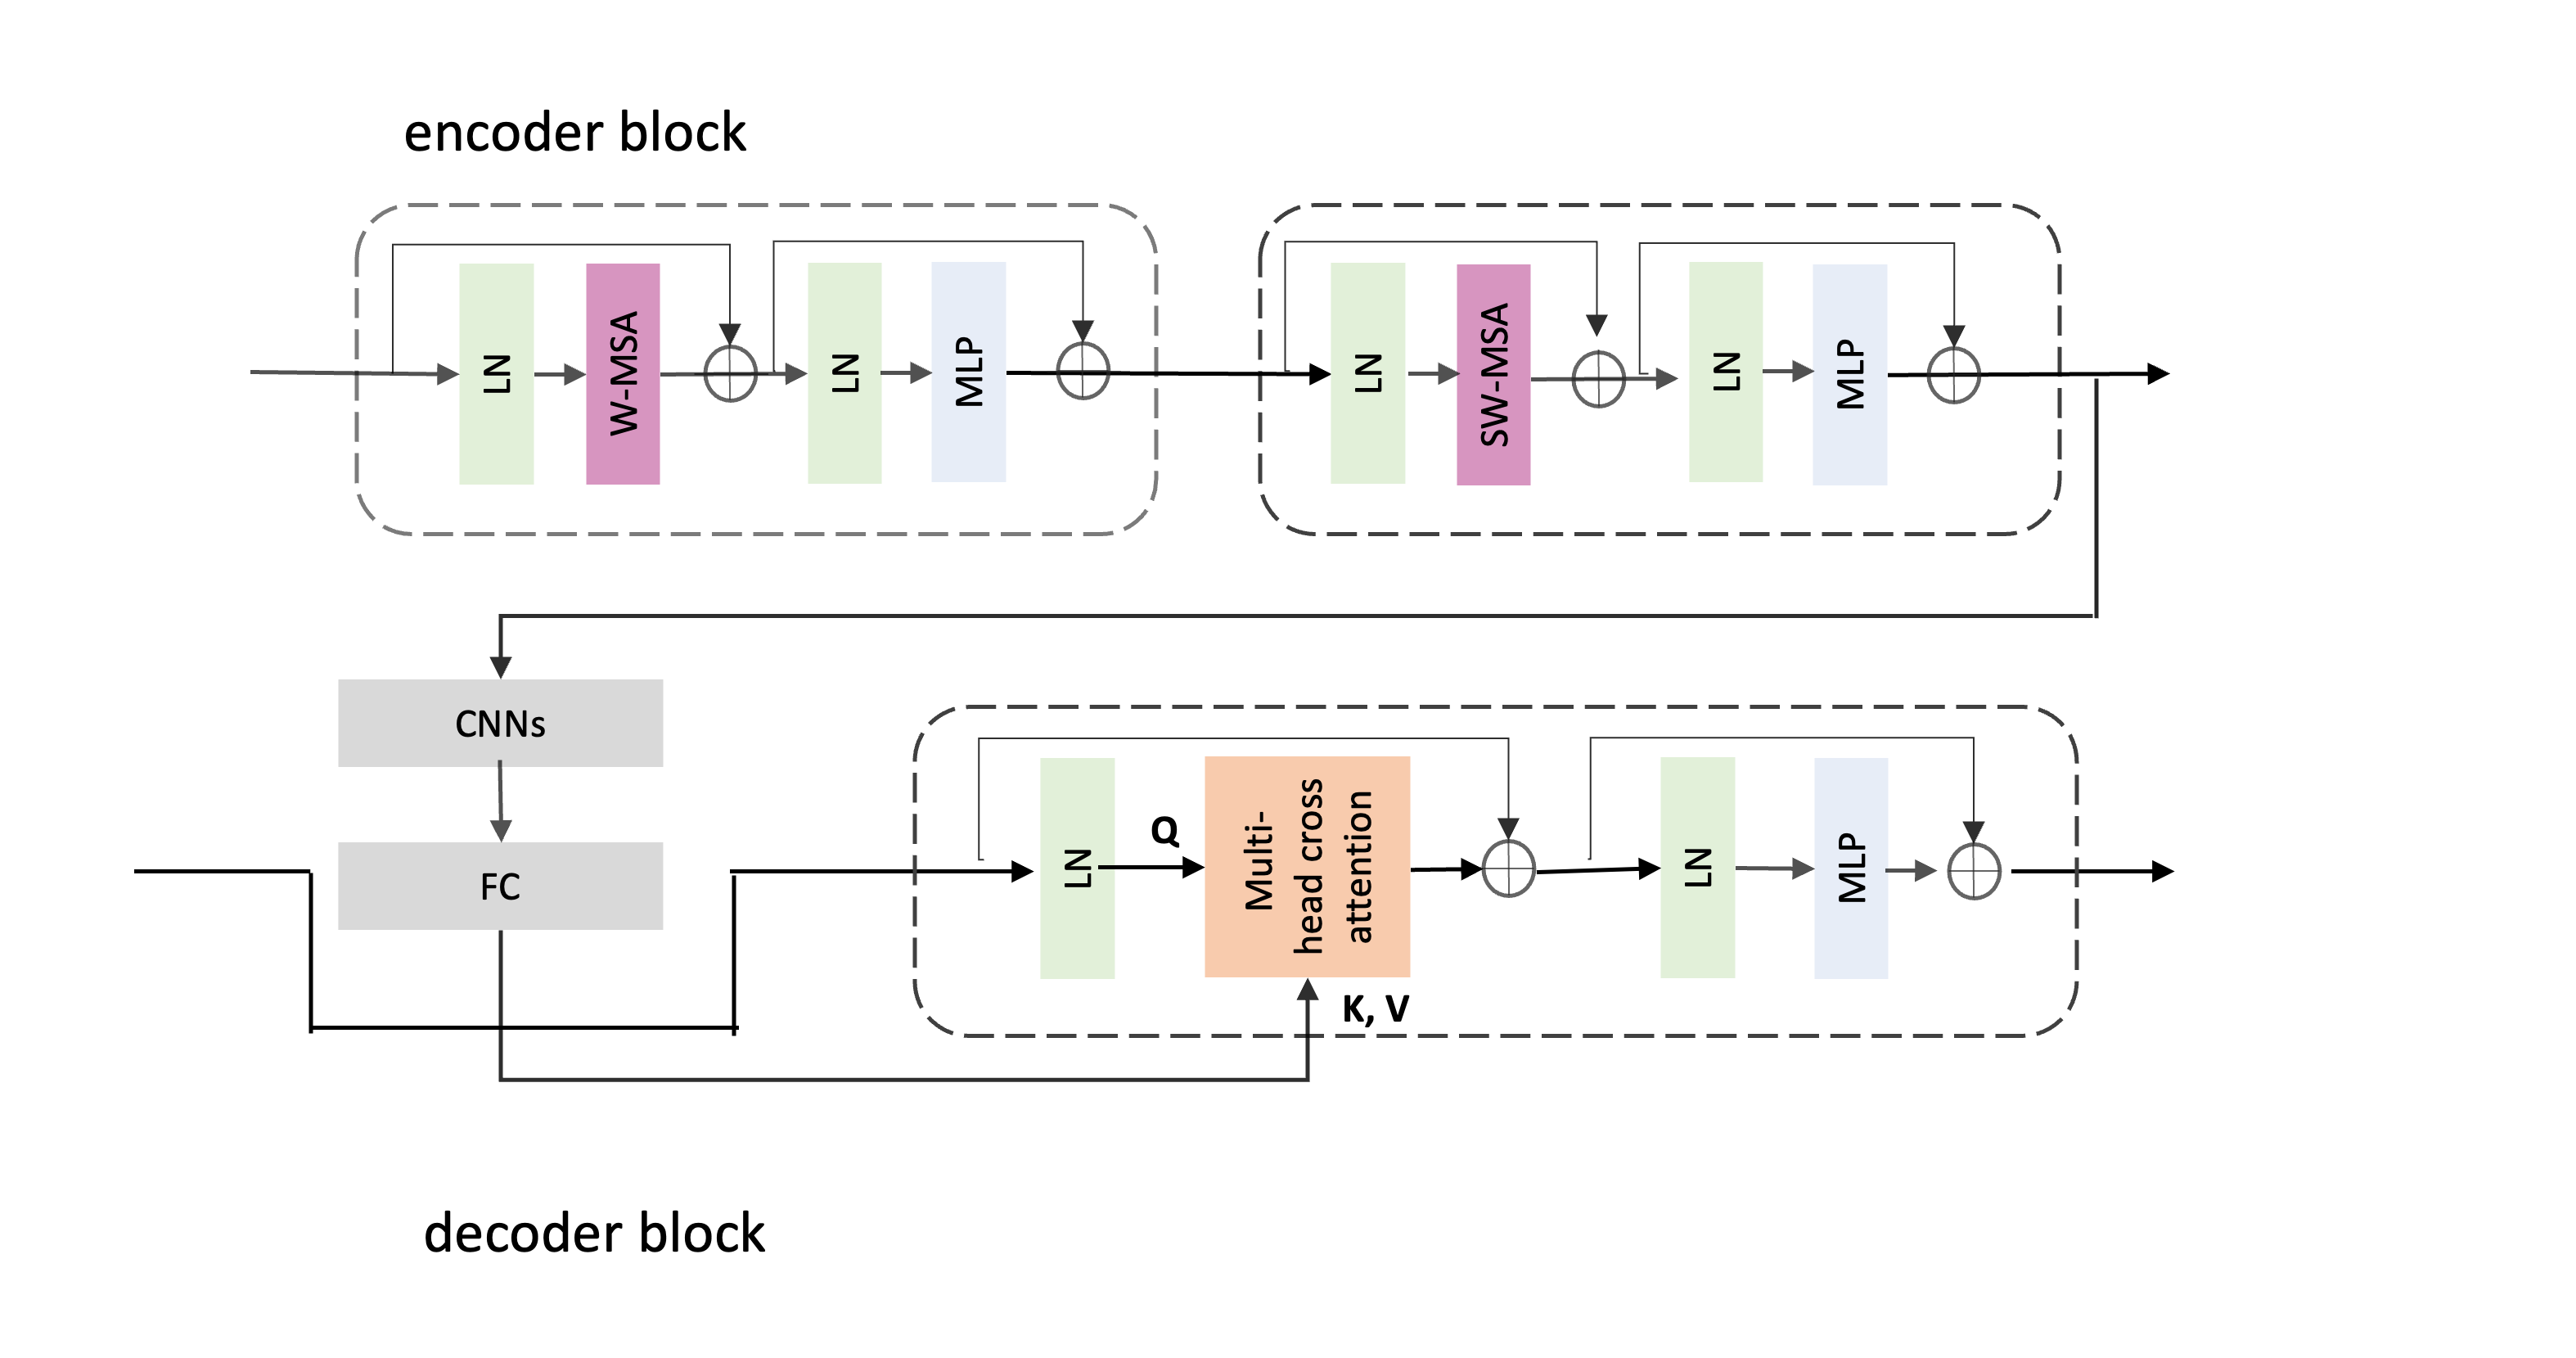 encoder block
LN
W-MSA
LN
MLP
LN
SW-MSA
LN
MLP
CNNs
FC
LN
Q
Multi-
head cross
attention
K, V
LN
MLP
decoder block